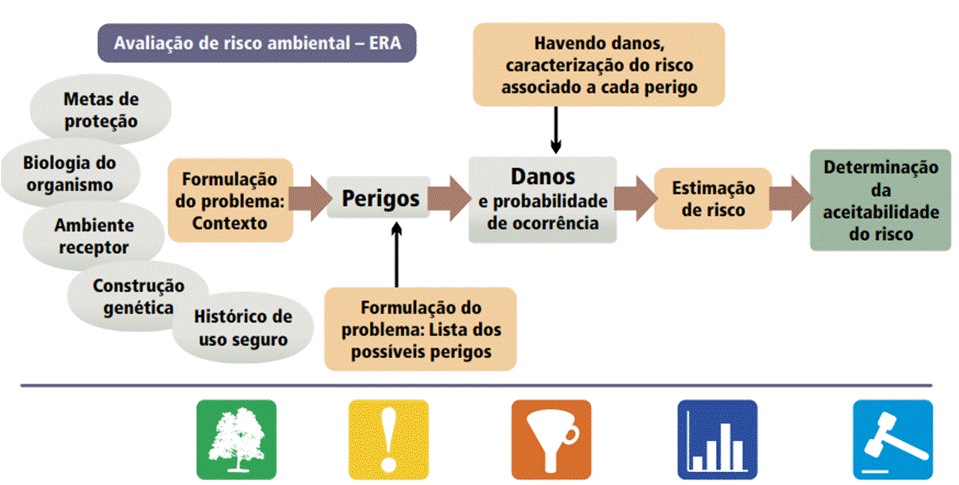 Avaliação de risco ambiental – ERA
Metas de
proteção
Biologia do
organismo
Ambiente
receptor
Construção
genética
Histórico de
uso seguro
Formulação
do problema:
Contexto
Perigos
Formulação do
problema: Lista dos
possíveis perigos
Havendo danos,
caracterização do risco
associado a cada perigo
Danos
e probabilidade
de ocorrência
Estimação
de risco
Determinação
da
aceitabilidade
do risco